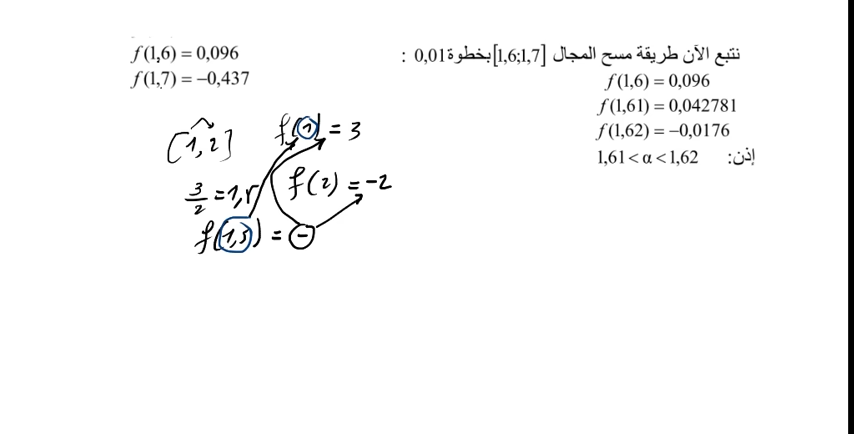 نتبع الآن طريقة مسح المجال [1,6;1,7] بخطوة 0,01 :
f(1,6) = 0,096
f(1,61) = 0,042781
f(1,62) = −0,0176
إذن: 1,61 < α < 1,62
f(1,6) = 0,096
f(1,7) = −0,437
[1, 2]
f(1) = 3
f(2) = -2
3/2 = 1,5
f(1,5) = -